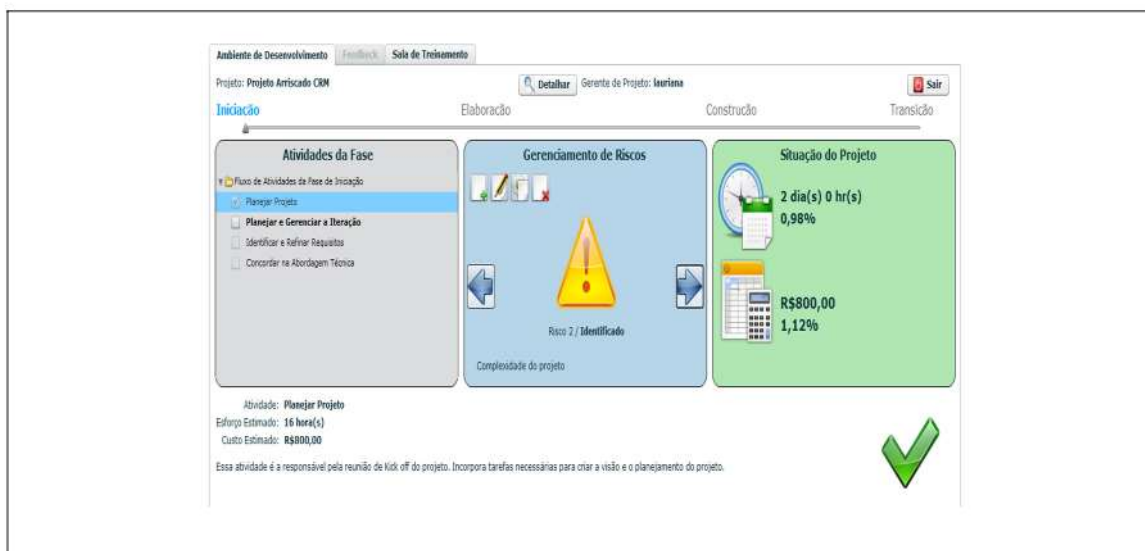 Ambiente de Desenvolvimento Feedback Sala de Treinamento
Projeto: Projeto Arriscado CRM Detalhar Gerente de Projeto: lauriana Sair
Iniciação Elaboração Construção Transição
Atividades da Fase
Fluxo de Atividades da Fase de Iniciação
Planejar Projeto
Planejar e Gerenciar a Iteração
Identificar e Refinar Requisitos
Concordar na Abordagem Técnica
Gerenciamento de Riscos
Risco 2 / Identificado
Complexidade do projeto
Situação do Projeto
2 dia(s) 0 hr(s)
0,98%
R$800,00
1,12%
Atividade: Planejar Projeto
Esforço Estimado: 16 hora(s)
Custo Estimado: R$800,00
Essa atividade é a responsável pela reunião de Kick off do projeto. Incorpora tarefas necessárias para criar a visão e o planejamento do projeto.